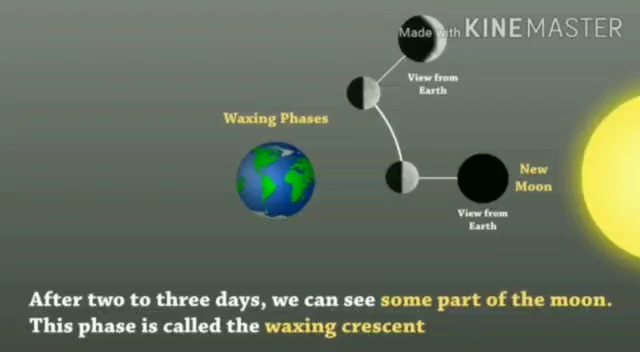 Made with KINEMASTER
View from
Earth
Waxing Phases
New
Moon
View from
Earth
After two to three days, we can see some part of the moon.
This phase is called the waxing crescent